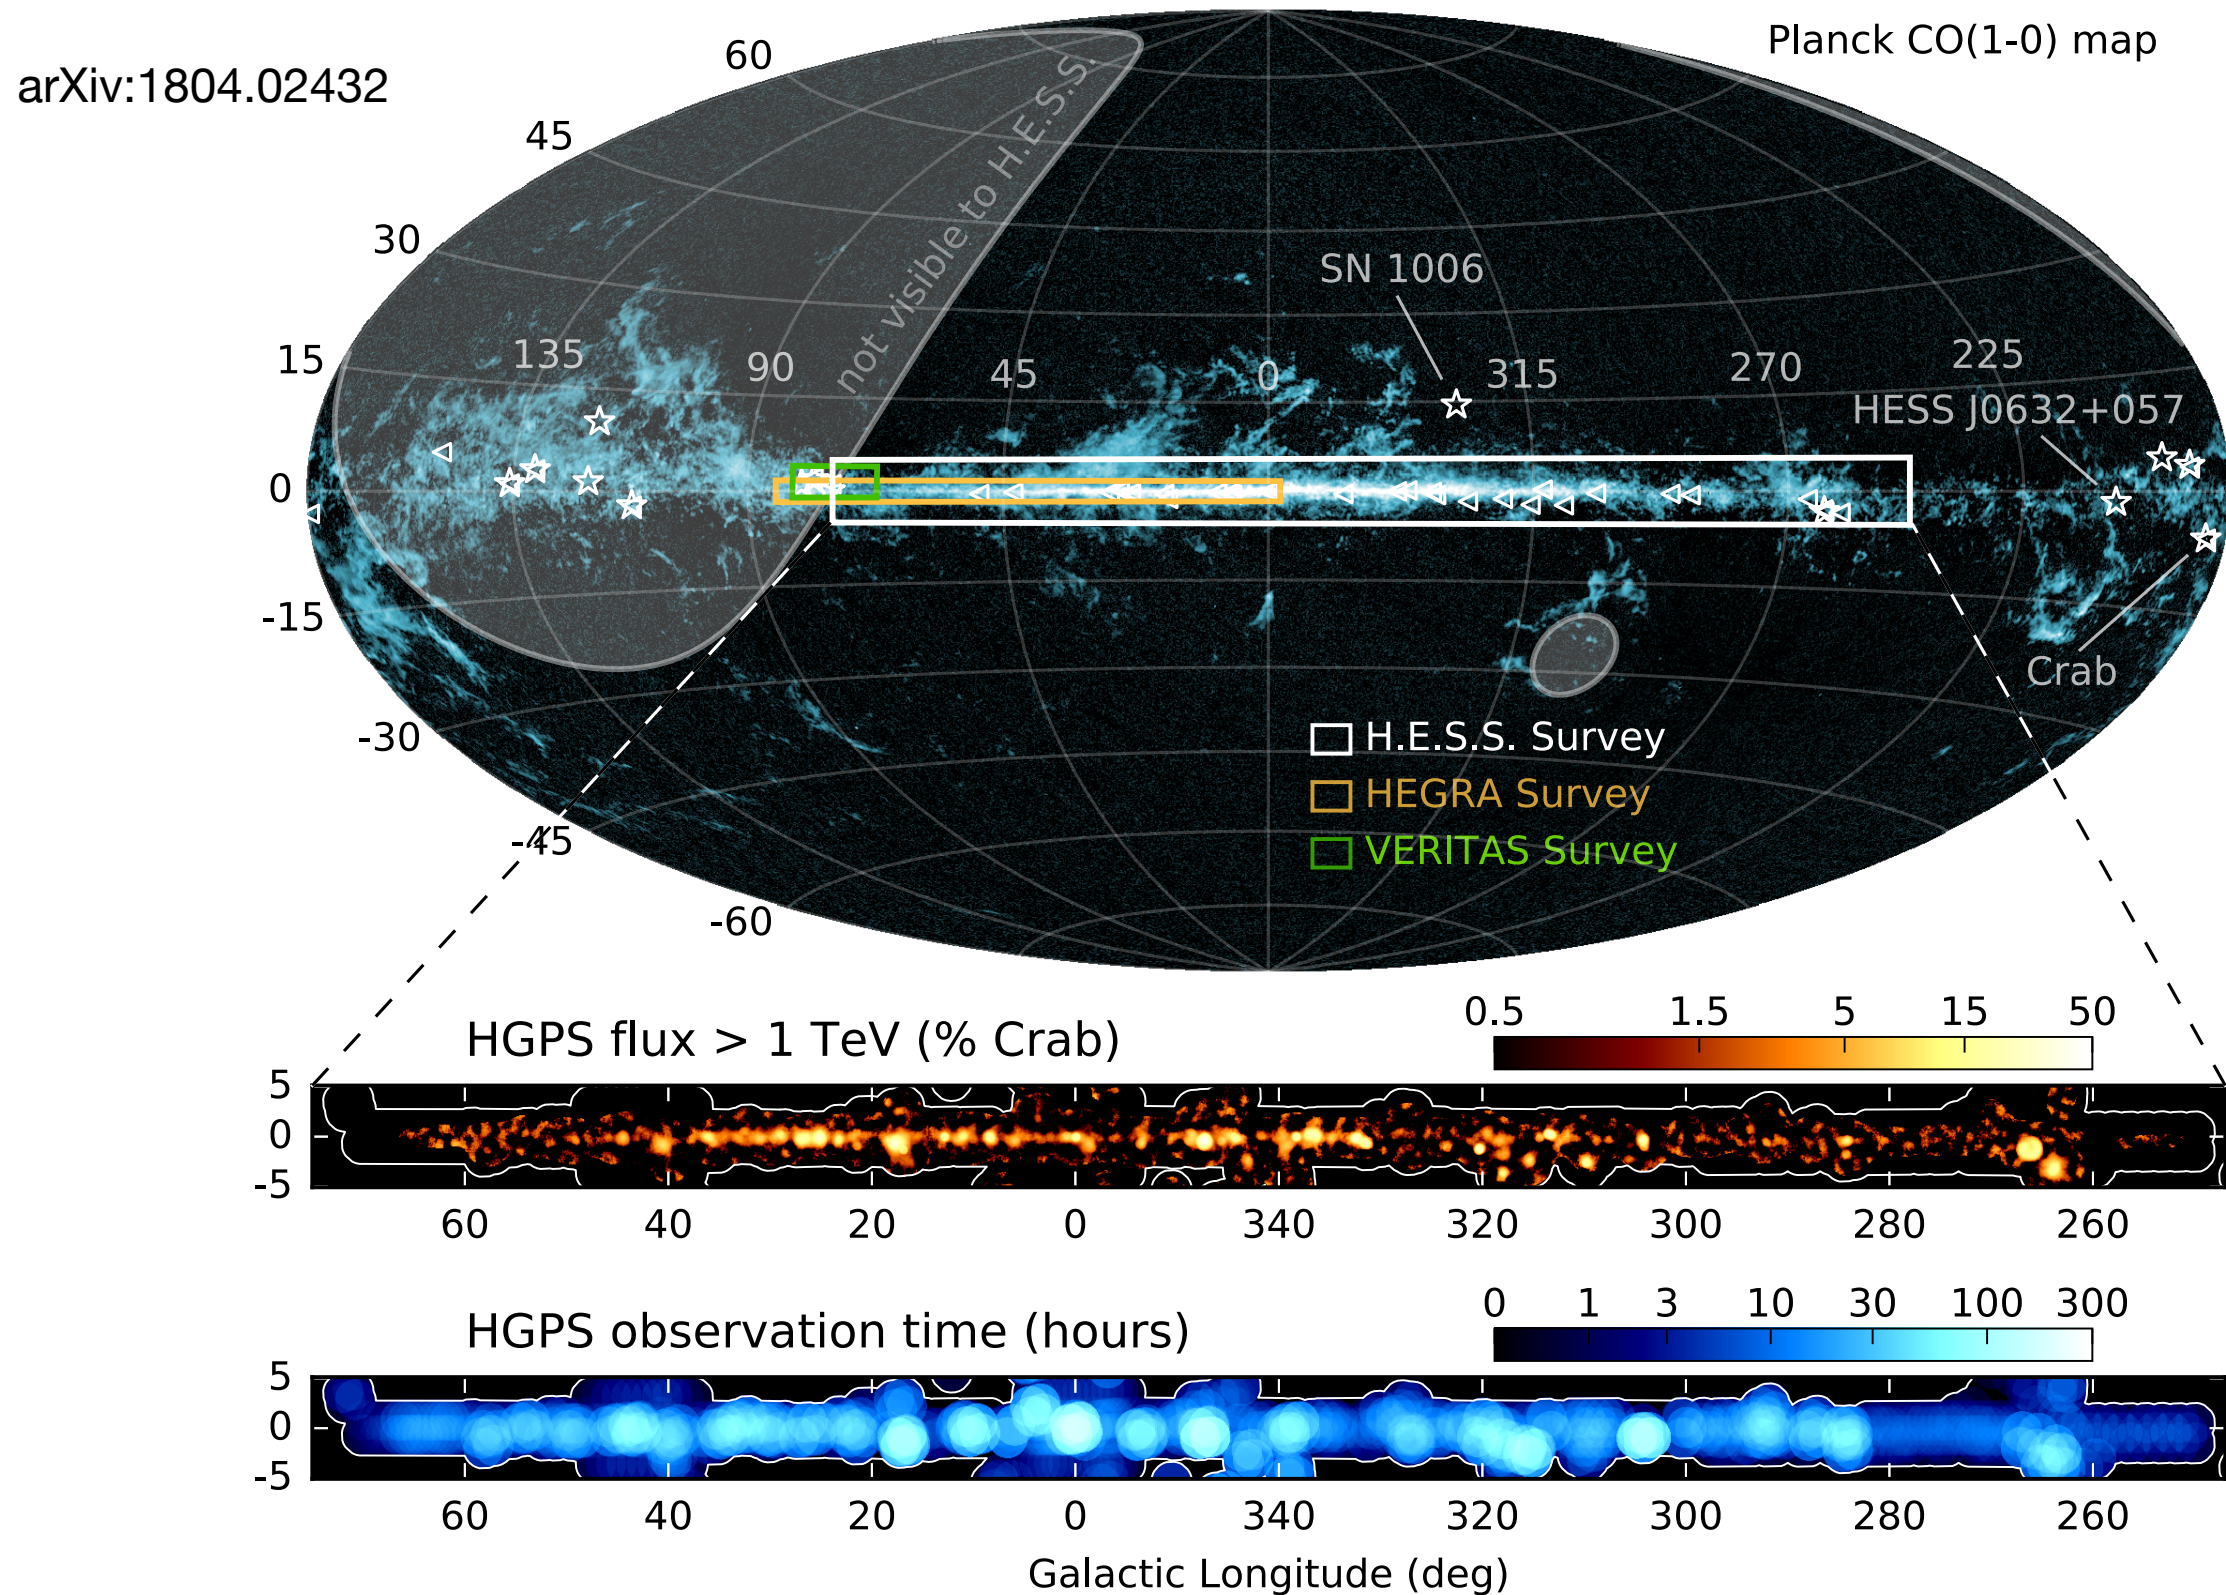 Planck CO(1-0) map
arXiv:1804.02432
60
45
30
15
0
-15
-30
-45
-60
not visible to H.E.S.S.
SN 1006
135
90
45
0
315
270
225
HESS J0632+057
Crab
H.E.S.S. Survey
HEGRA Survey
VERITAS Survey
HGPS flux > 1 TeV (% Crab)
0.5 1.5 5 15 50
5
0
-5
60 40 20 0 340 320 300 280 260
HGPS observation time (hours)
0 1 3 10 30 100 300
5
0
-5
60 40 20 0 340 320 300 280 260
Galactic Longitude (deg)